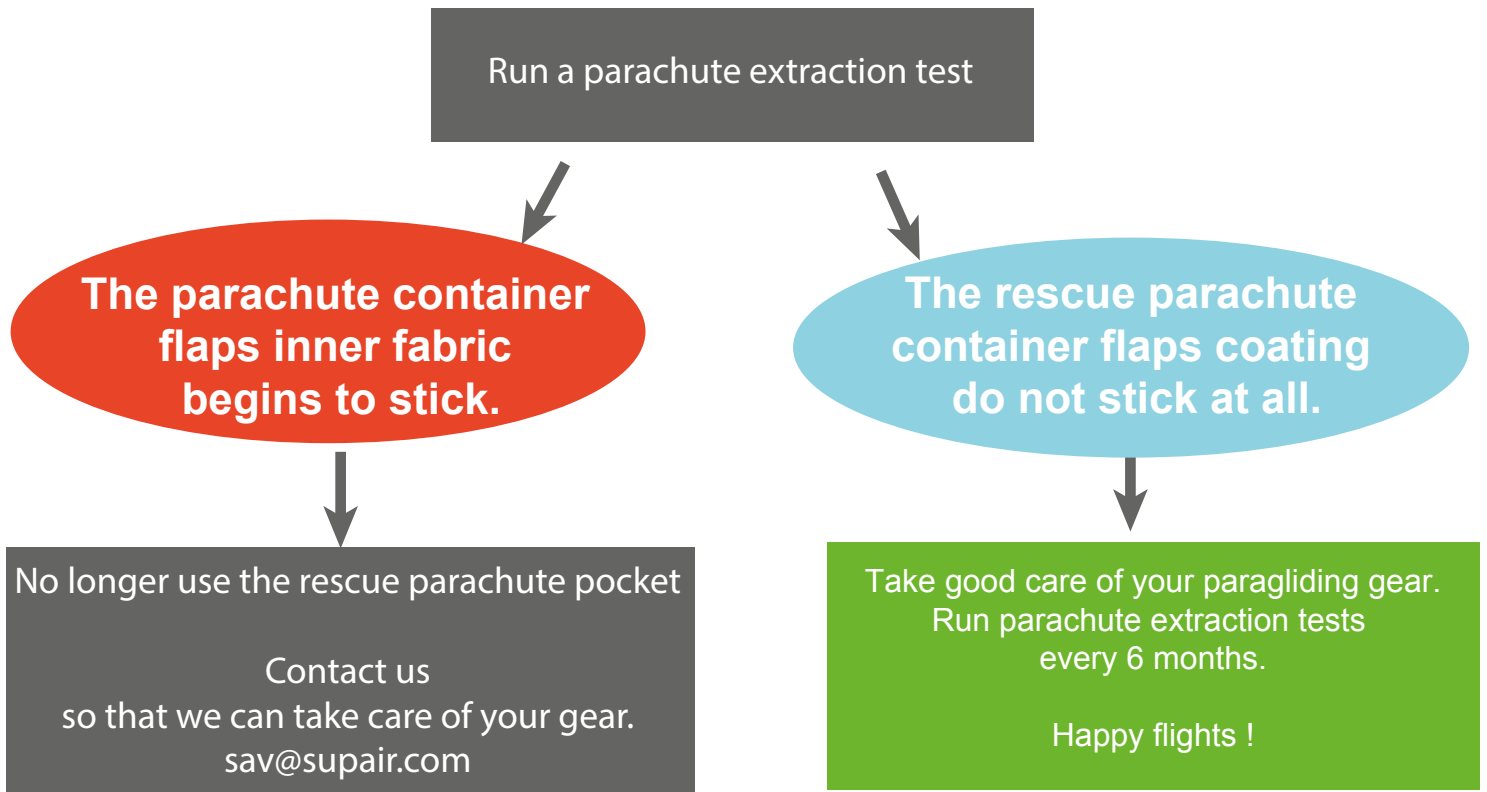 Run a parachute extraction test
The parachute container
flaps inner fabric
begins to stick.
The rescue parachute
container flaps coating
do not stick at all.
No longer use the rescue parachute pocket
Contact us
so that we can take care of your gear.
sav@supair.com
Take good care of your paragliding gear.
Run parachute extraction tests
every 6 months.
Happy flights !